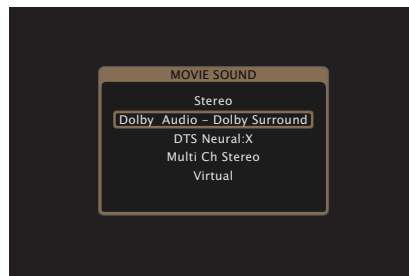 MOVIE SOUND
Stereo
Dolby Audio – Dolby Surround
DTS Neural:X
Multi Ch Stereo
Virtual